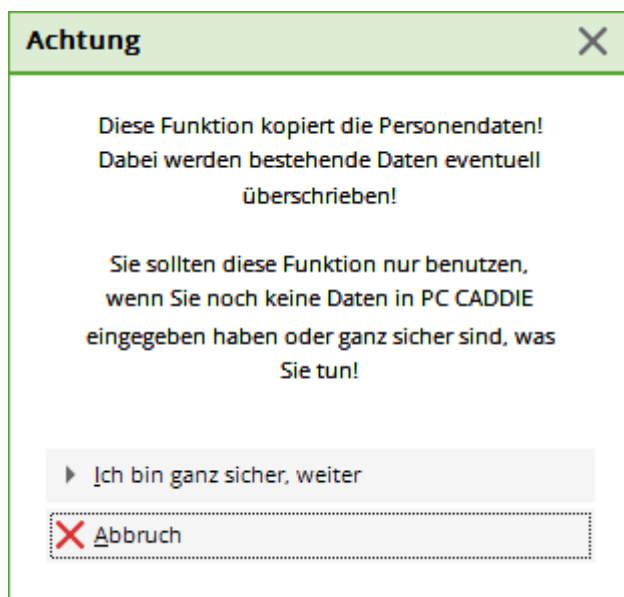 Achtung
Diese Funktion kopiert die Personendaten!
Dabei werden bestehende Daten eventuell
überschrieben!
Sie sollten diese Funktion nur benutzen,
wenn Sie noch keine Daten in PC CADDIE
eingegeben haben oder ganz sicher sind, was
Sie tun!
Ich bin ganz sicher, weiter
Abbruch